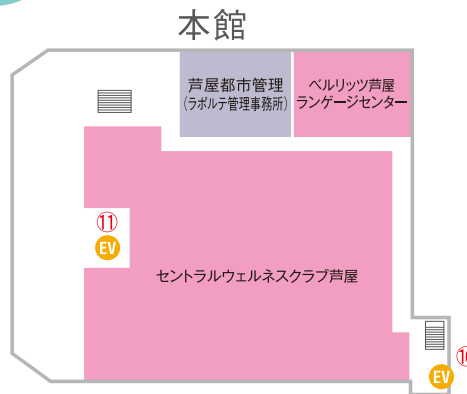 本館
芦屋都市管理
(ラポルテ管理事務所)
ベルリッツ芦屋
ランゲージセンター
⑪
EV
セントラルウェルネスクラブ芦屋
EV